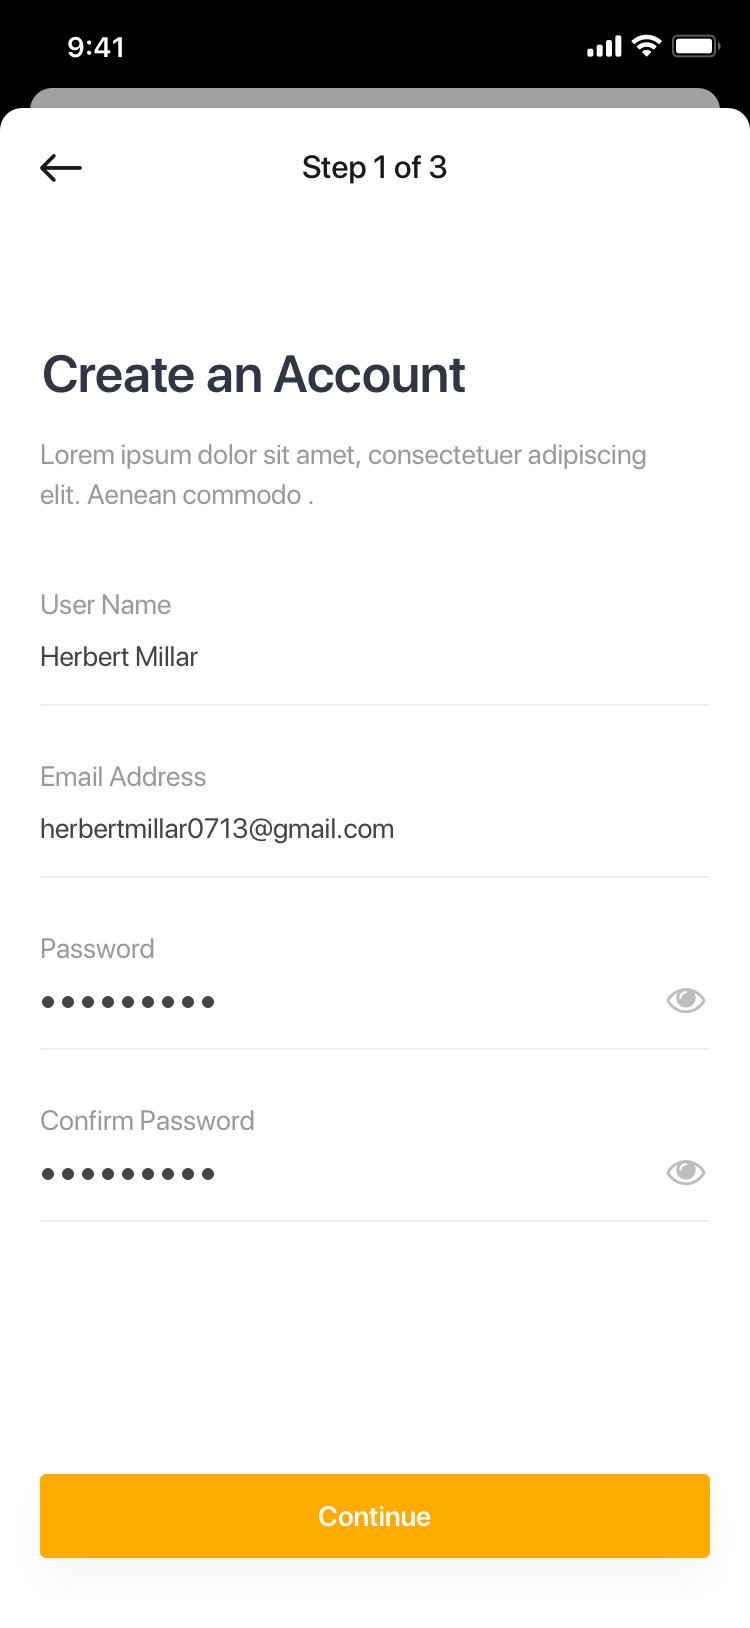 9:41
Step 1 of 3
Create an Account
Lorem ipsum dolor sit amet, consectetuer adipiscing
elit. Aenean commodo .
User Name
Herbert Millar
Email Address
herbertmillar0713@gmail.com
Password
●●●●●●●●●
Confirm Password
●●●●●●●●●
Continue